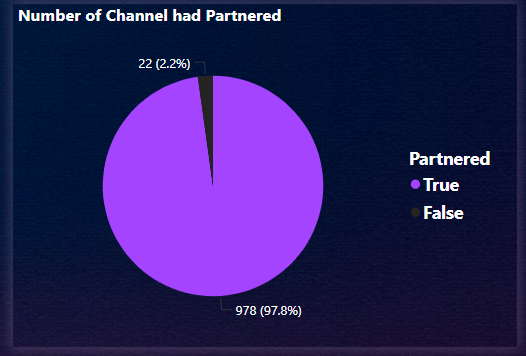 Number of Channel had Partnered
22 (2.2%)
Partnered
True
False
978 (97.8%)